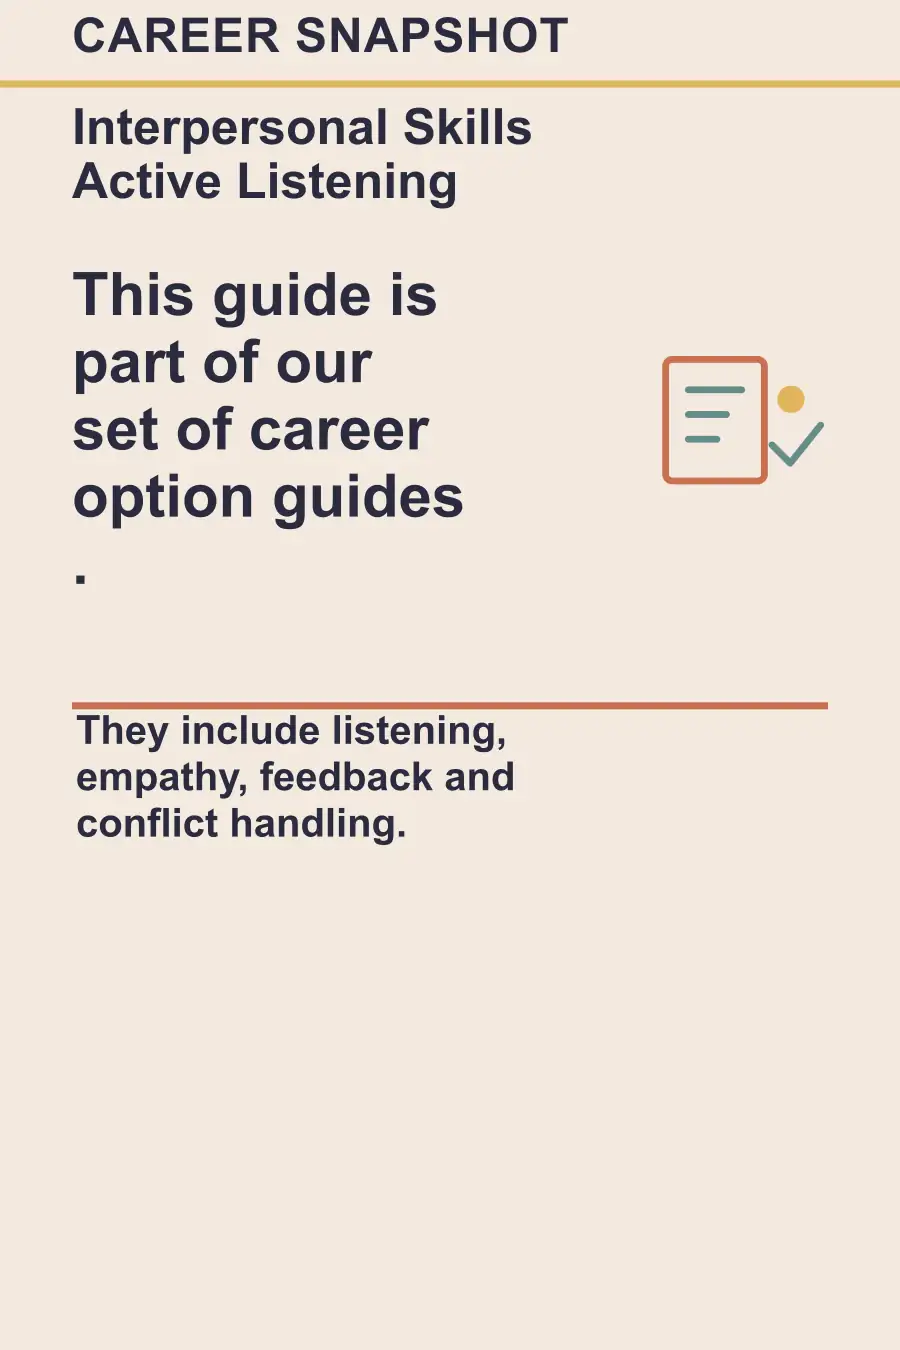 CAREER SNAPSHOT
Interpersonal Skills
Active Listening
This guide is
part of our
set of career
option guides
.
They include listening,
empathy, feedback and
conflict handling.